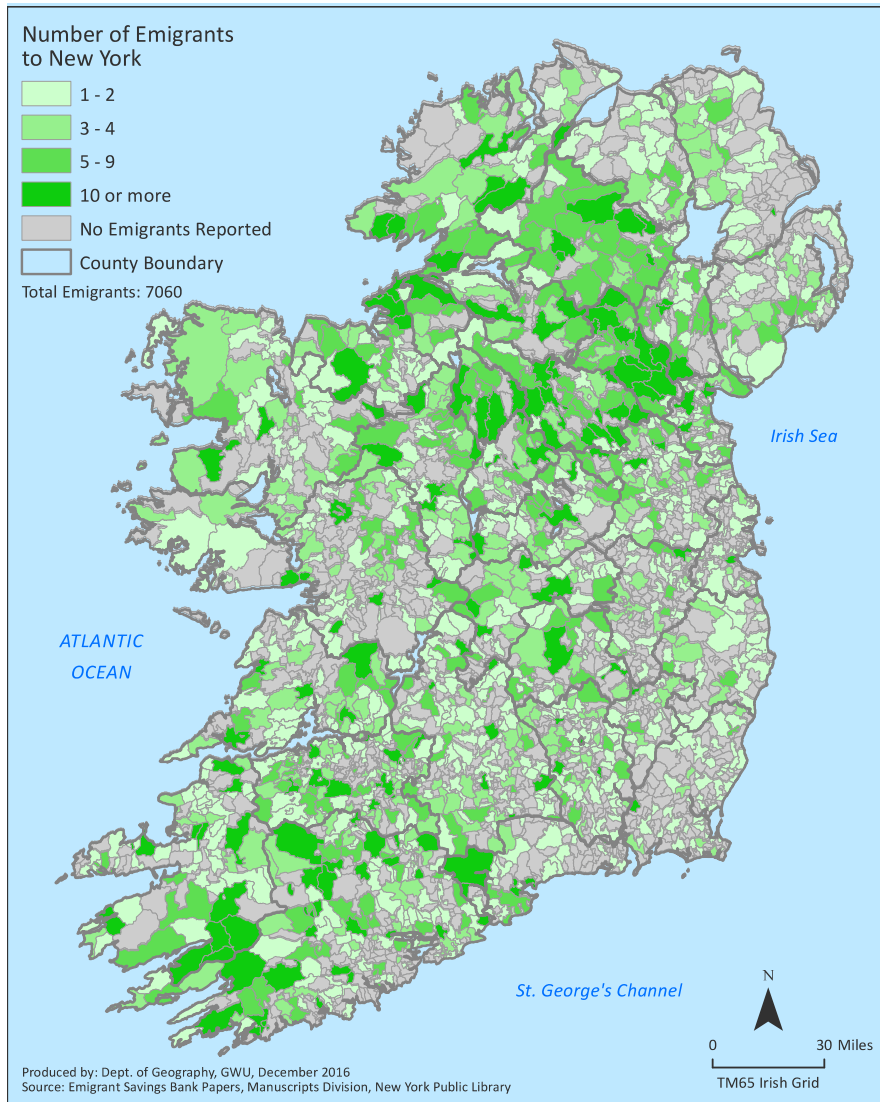 Number of Emigrants
to New York
1 - 2
3 - 4
5 - 9
10 or more
No Emigrants Reported
County Boundary
Total Emigrants: 7060
Irish Sea
ATLANTIC
OCEAN
St. George's Channel
N
0 30 Miles
TM65 Irish Grid
Produced by: Dept. of Geography, GWU, December 2016
Source: Emigrant Savings Bank Papers, Manuscripts Division, New York Public Library